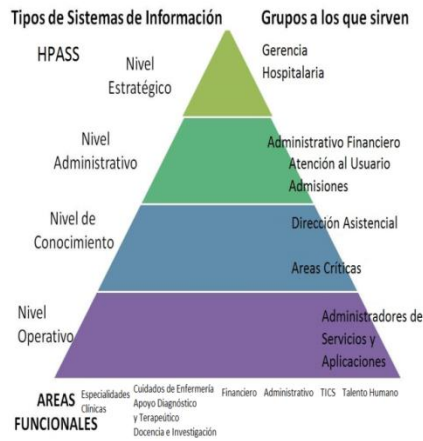 Tipos de Sistemas de Información
Grupos a los que sirven
HPASS
Nivel
Estratégico
Gerencia
Hospitalaria
Nivel
Administrativo
Administrativo Financiero
Atención al Usuario
Admisiones
Nivel de
Conocimiento
Dirección Asistencial
Areas Críticas
Nivel
Operativo
Administradores de
Servicios y
Aplicaciones
AREAS
FUNCIONALES
Especialidades
Clínicas
Cuidados de Enfermería
Apoyo Diagnóstico
y Terapéutico
Docencia e Investigación
Financiero
Administrativo
TICS
Talento Humano